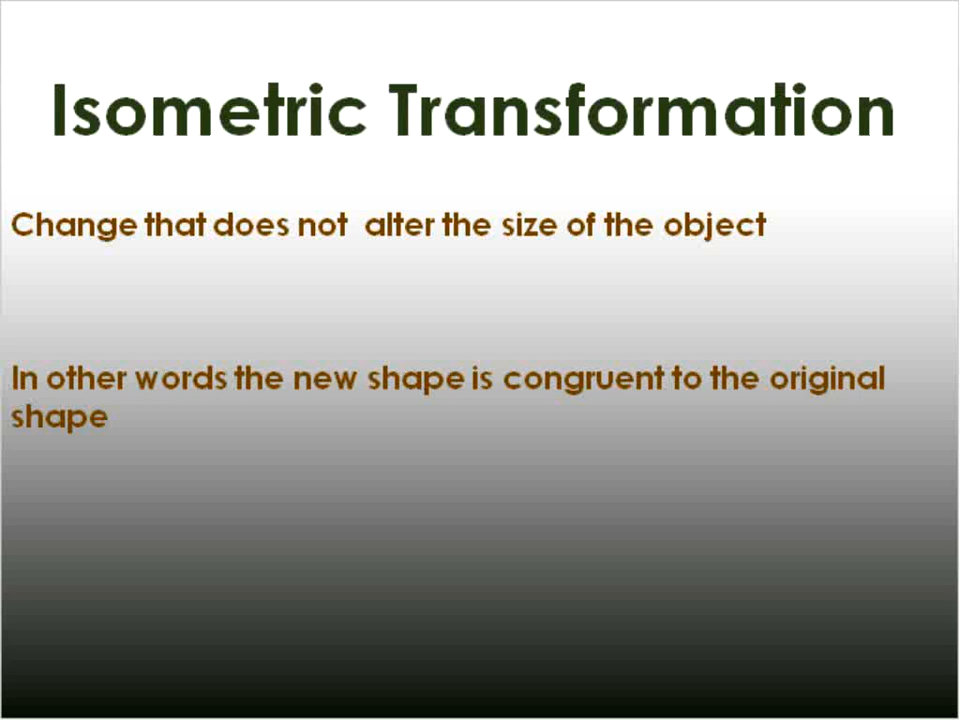 Isometric Transformation
Change that does not alter the size of the object
In other words the new shape is congruent to the original
shape